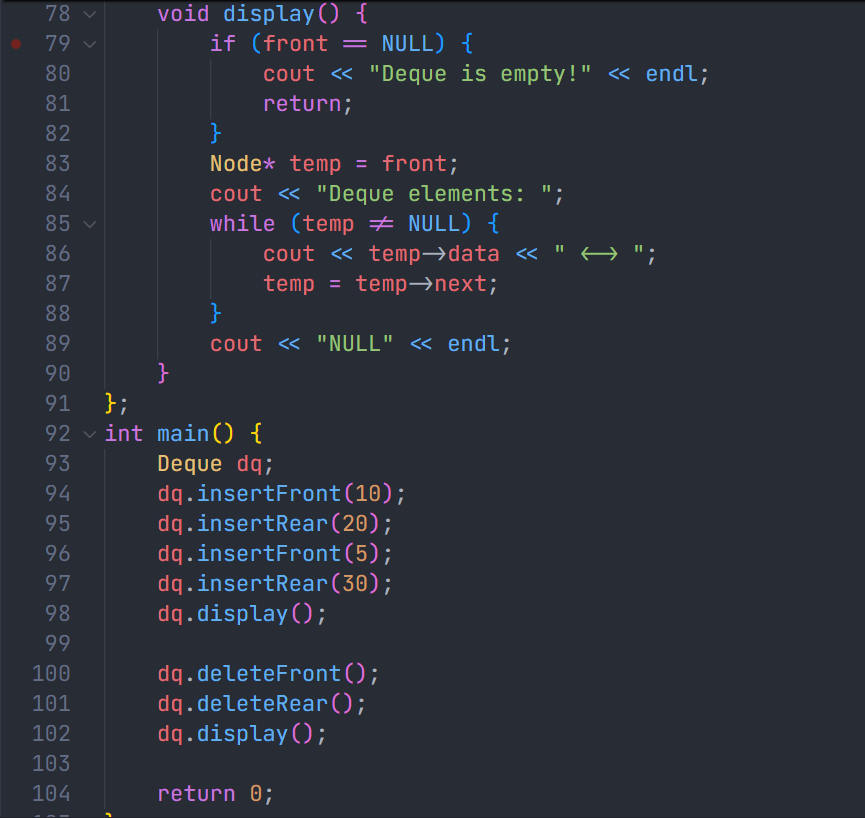 78 void display() {
79 if (front == NULL) {
80 cout << "Deque is empty!" << endl;
81 return;
82 }
83 Node* temp = front;
84 cout << "Deque elements: ";
85 while (temp != NULL) {
86 cout << temp->data << " <-> ";
87 temp = temp->next;
88 }
89 cout << "NULL" << endl;
90 }
91 };
92 int main() {
93 Deque dq;
94 dq.insertFront(10);
95 dq.insertRear(20);
96 dq.insertFront(5);
97 dq.insertRear(30);
98 dq.display();
99
100 dq.deleteFront();
101 dq.deleteRear();
102 dq.display();
103
104 return 0;